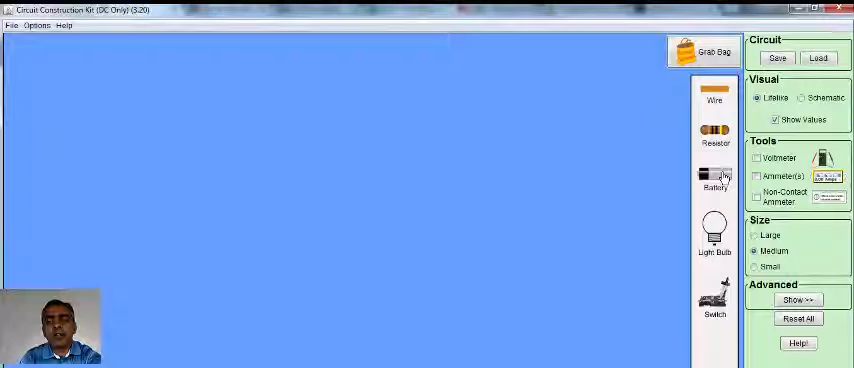 Circuit Construction Kit (DC Only) (3.20)
File Options Help
Grab Bag
Wire
Resistor
Battery
Light Bulb
Switch
Circuit
Save Load
Visual
Lifelike Schematic
Show Values
Tools
Voltmeter
Ammeter(s)
Non-Contact
Ammeter
Size
Large
Medium
Small
Advanced
Show >>
Reset All
Help!